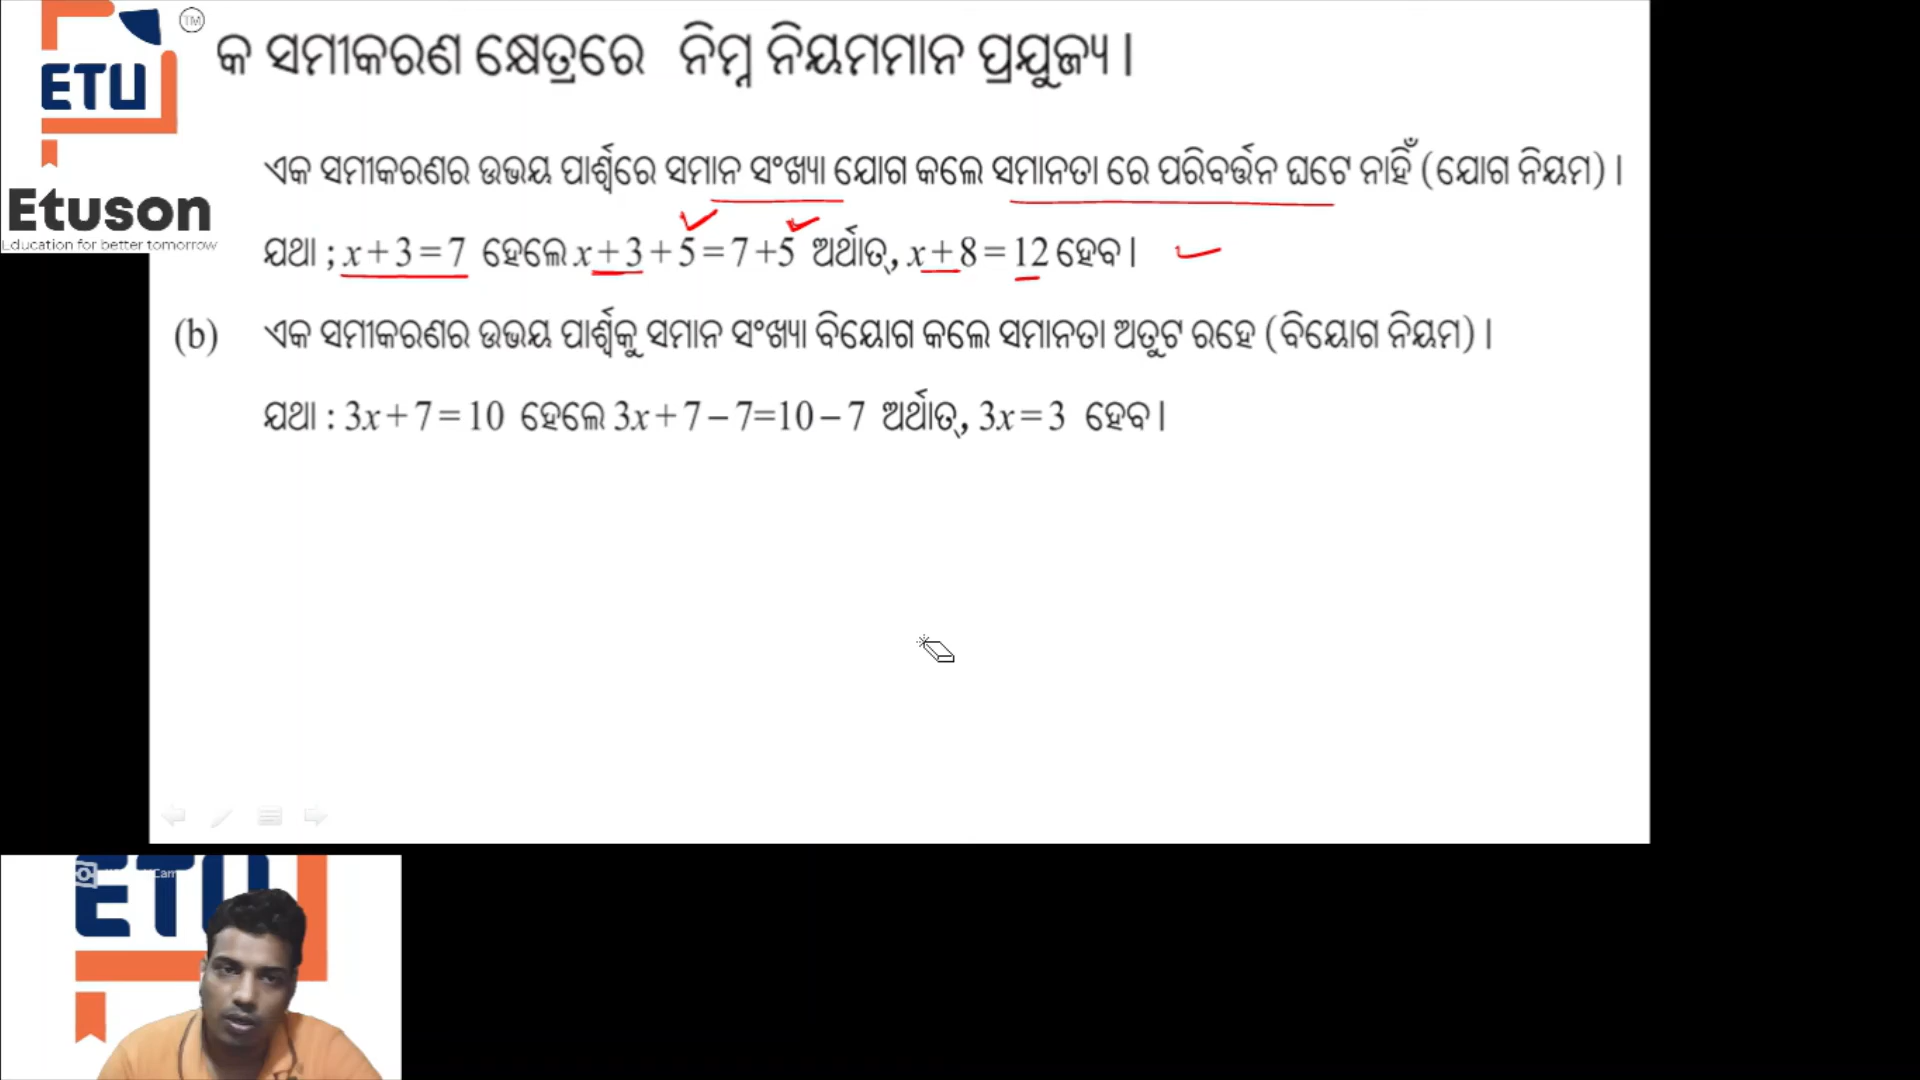 ETU
TM
Etuson
Education for better tomorrow
କ ସମୀକରଣ କ୍ଷେତ୍ରରେ ନିମ୍ନ ନିୟମମାନ ପ୍ରଯୁଜ୍ୟ ।
ଏକ ସମୀକରଣର ଉଭୟ ପାର୍ଶ୍ୱରେ ସମାନ ସଂଖ୍ୟା ଯୋଗ କଲେ ସମାନତା ରେ ପରିବର୍ତ୍ତନ ଘଟେ ନାହିଁ (ଯୋଗ ନିୟମ) ।
ଯଥା ; x + 3 = 7 ହେଲେ x + 3 + 5 = 7 +5 ଅର୍ଥାତ୍, x + 8 = 12 ହେବ ।
(b) ଏକ ସମୀକରଣର ଉଭୟ ପାର୍ଶ୍ୱକୁ ସମାନ ସଂଖ୍ୟା ବିୟୋଗ କଲେ ସମାନତା ଅତୁଟ ରହେ (ବିୟୋଗ ନିୟମ) ।
ଯଥା : 3x + 7 = 10 ହେଲେ 3x + 7 – 7=10 – 7 ଅର୍ଥାତ୍, 3x = 3 ହେବ ।
ETU